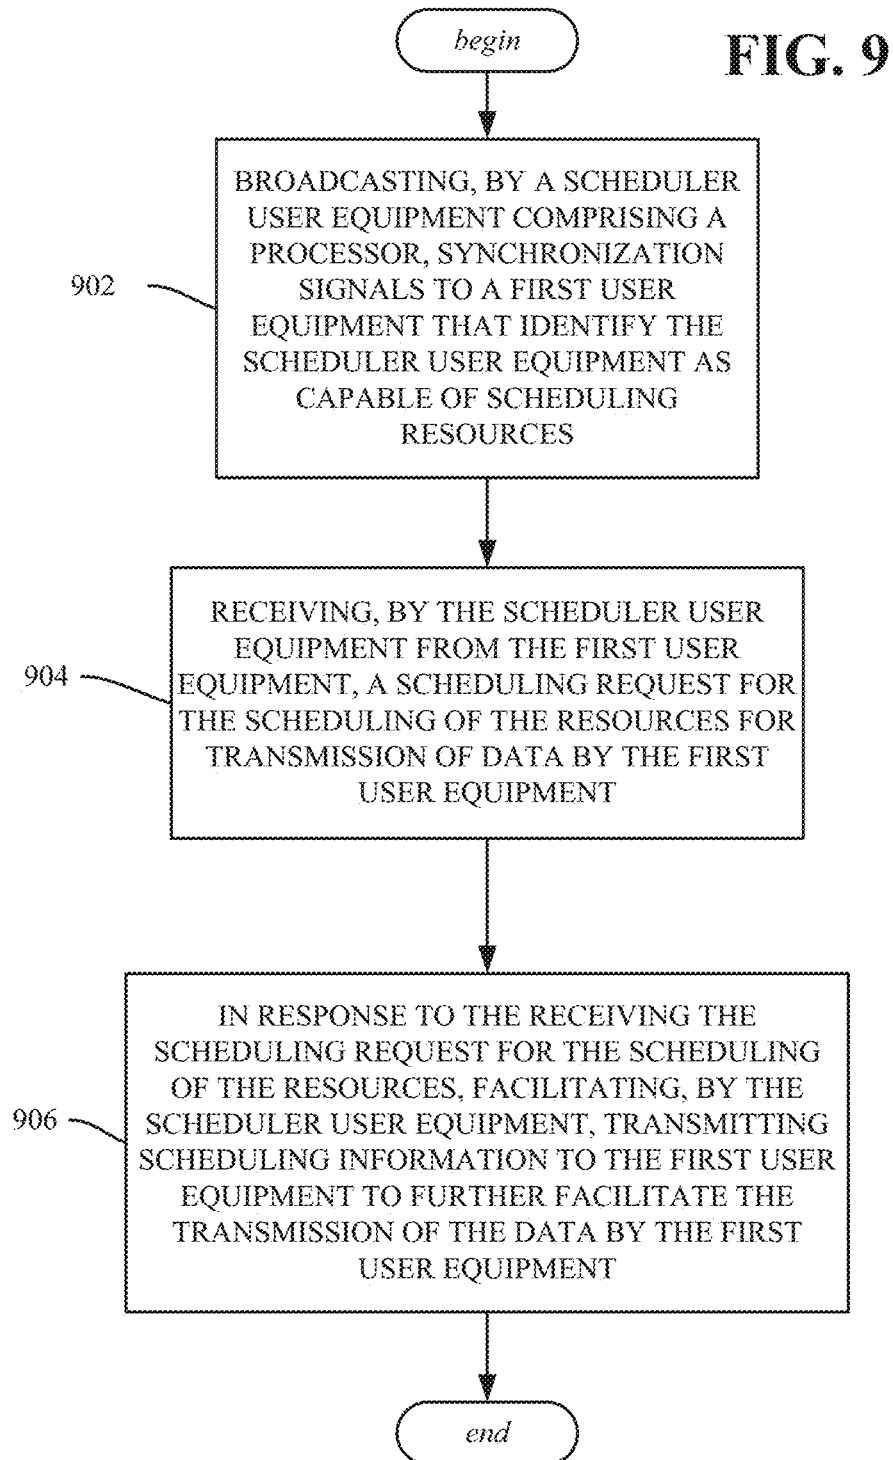 begin
FIG. 9
BROADCASTING, BY A SCHEDULER
USER EQUIPMENT COMPRISING A
PROCESSOR, SYNCHRONIZATION
SIGNALS TO A FIRST USER
EQUIPMENT THAT IDENTIFY THE
SCHEDULER USER EQUIPMENT AS
CAPABLE OF SCHEDULING
RESOURCES
902
RECEIVING, BY THE SCHEDULER USER
EQUIPMENT FROM THE FIRST USER
EQUIPMENT, A SCHEDULING REQUEST FOR
THE SCHEDULING OF THE RESOURCES FOR
TRANSMISSION OF DATA BY THE FIRST
USER EQUIPMENT
904
IN RESPONSE TO THE RECEIVING THE
SCHEDULING REQUEST FOR THE SCHEDULING
OF THE RESOURCES, FACILITATING, BY THE
SCHEDULER USER EQUIPMENT, TRANSMITTING
SCHEDULING INFORMATION TO THE FIRST USER
EQUIPMENT TO FURTHER FACILITATE THE
TRANSMISSION OF THE DATA BY THE FIRST
USER EQUIPMENT
906
end